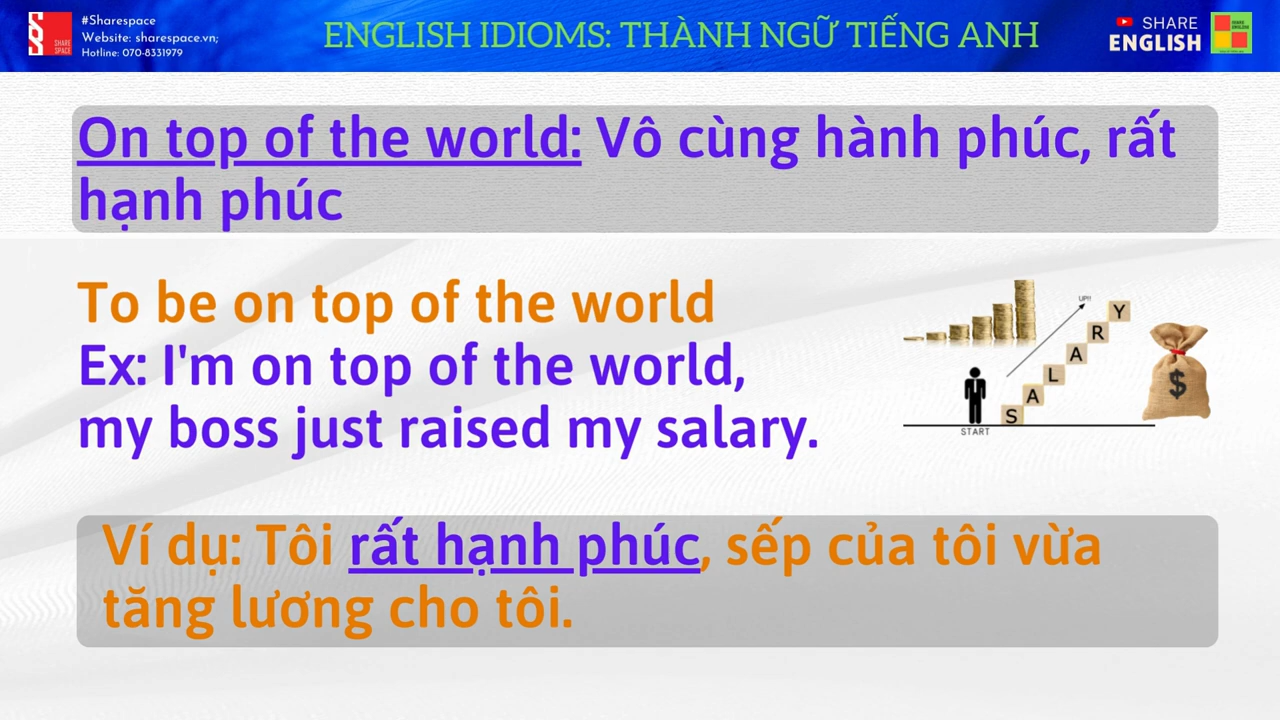 #Sharespace
Website: sharespace.vn;
Hotline: 070-8331979
SHARE
SPACE
ENGLISH IDIOMS: THÀNH NGỮ TIẾNG ANH
SHARE
ENGLISH
On top of the world: Vô cùng hành phúc, rất
hạnh phúc
To be on top of the world
Ex: I'm on top of the world,
my boss just raised my salary.
UP!!
S A L A R Y
$
START
Ví dụ: Tôi rất hạnh phúc, sếp của tôi vừa
tăng lương cho tôi.